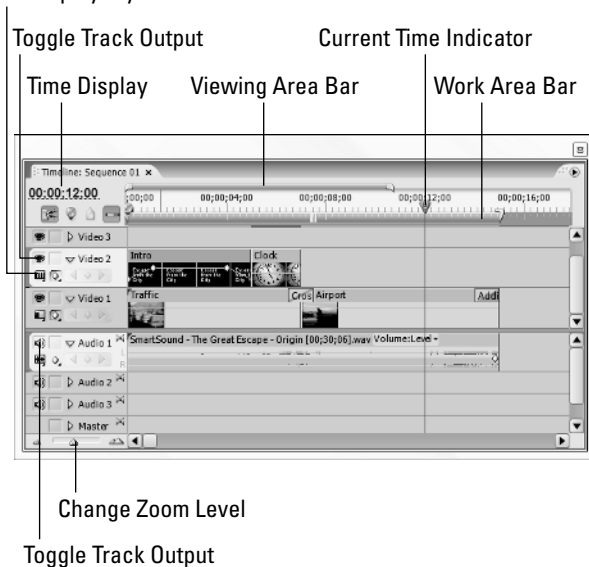 Toggle Track Output
Current Time Indicator
Time Display
Viewing Area Bar
Work Area Bar
Timeline: Sequence 01 ×
00:00:12:00
;00;00
00;00;04;00
00;00;08;00
00;00;12;00
00;00;16;00
Video 3
Video 2
Intro
Clock
Video 1
Traffic
Cros
Airport
Addi
Audio 1
SmartSound - The Great Escape - Origin [00;30;06].wav Volume:Level
L
R
Audio 2
Audio 3
Master
Change Zoom Level
Toggle Track Output